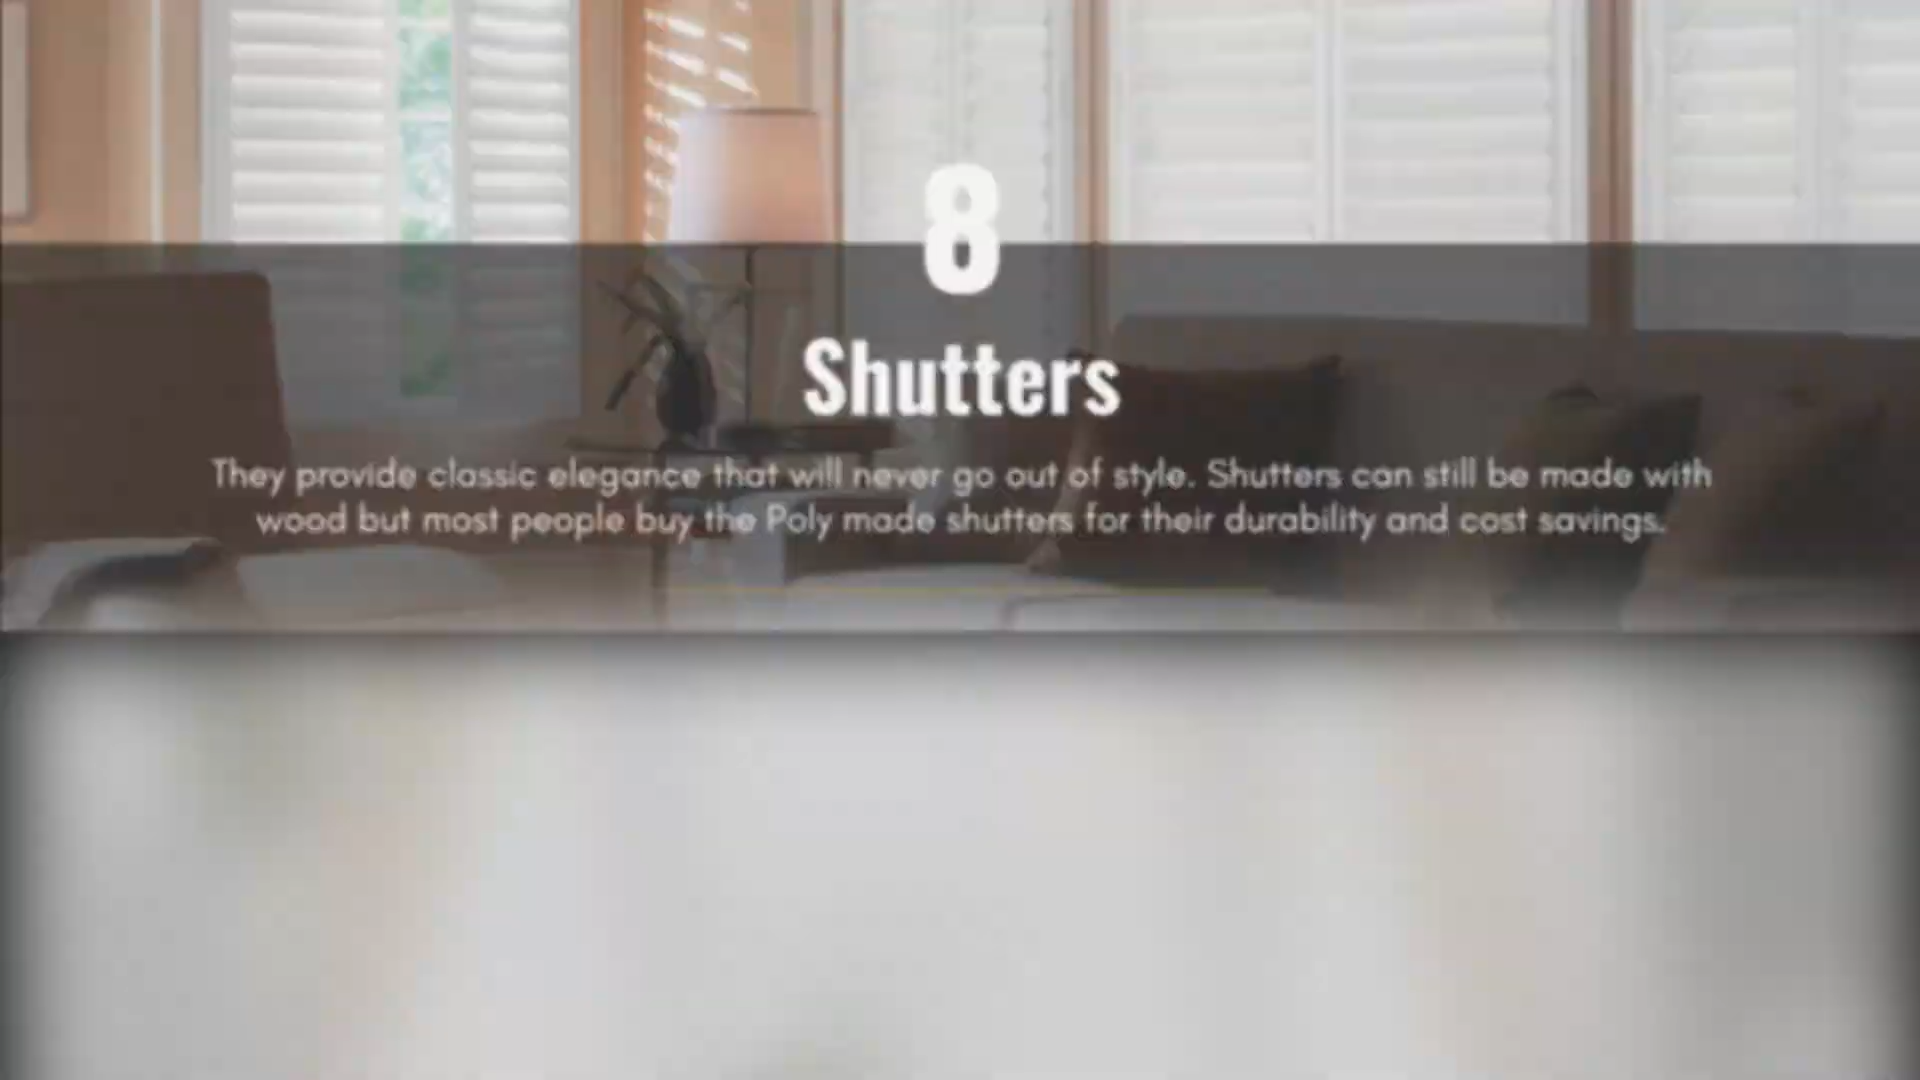 8
Shutters
They provide classic elegance that will never go out of style. Shutters can still be made with
wood but most people buy the Poly made shutters for their durability and cost savings.